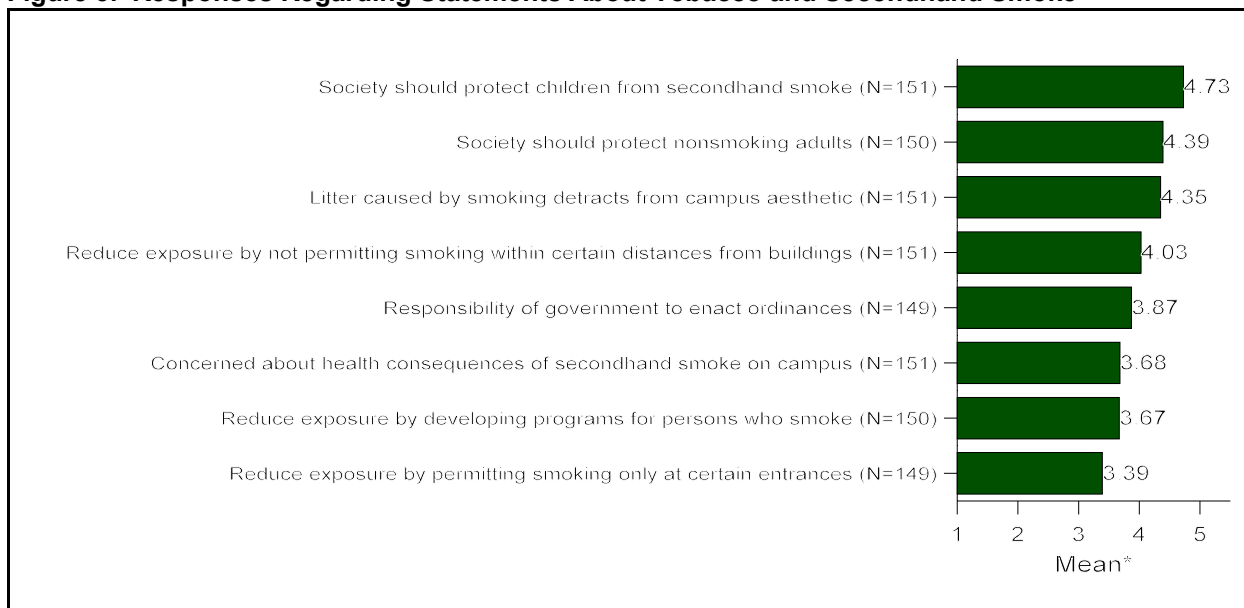 Figure 6. Responses Regarding Statements About Tobacco and Secondhand Smoke
Society should protect children from secondhand smoke (N=151) 4.73
Society should protect nonsmoking adults (N=150) 4.39
Litter caused by smoking detracts from campus aesthetic (N=151) 4.35
Reduce exposure by not permitting smoking within certain distances from buildings (N=151) 4.03
Responsibility of government to enact ordinances (N=149) 3.87
Concerned about health consequences of secondhand smoke on campus (N=151) 3.68
Reduce exposure by developing programs for persons who smoke (N=150) 3.67
Reduce exposure by permitting smoking only at certain entrances (N=149) 3.39
1 2 3 4 5
Mean*